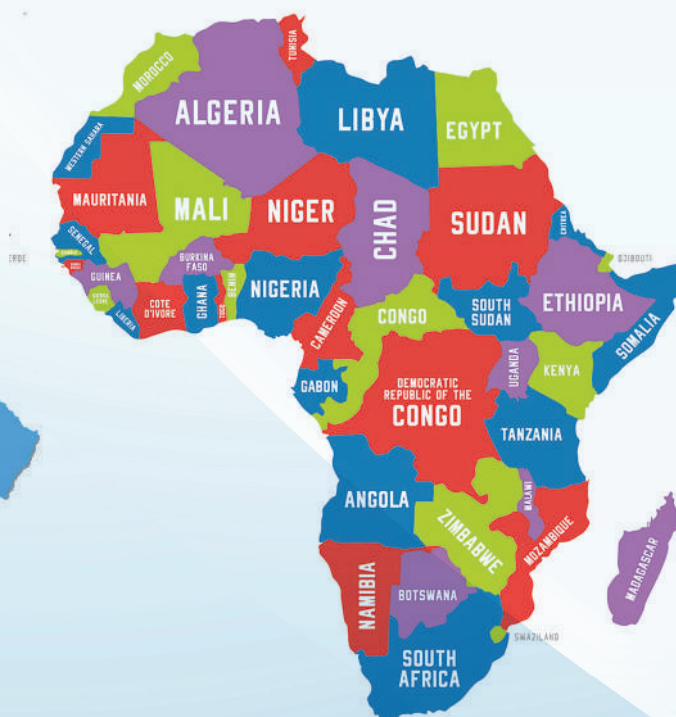 TUNISIA
MOROCCO
ALGERIA
LIBYA
EGYPT
WESTERN SAHARA
MAURITANIA
MALI
NIGER
CHAD
SUDAN
ERITREA
SENEGAL
ERDE
DJIBOUTI
GUINEA
BURKINA
FASO
BENIN
NIGERIA
ETHIOPIA
SIERRA
LEONE
LIBERIA
COTE
D'IVORE
GHANA
TOGO
CAMEROON
CONGO
SOUTH
SUDAN
SOMALIA
GABON
DEMOCRATIC
REPUBLIC OF THE
CONGO
UGANDA
KENYA
TANZANIA
ANGOLA
MALAWI
ZIMBABWE
MOZAMBIQUE
MADAGASCAR
NAMIBIA
BOTSWANA
SWAZILAND
SOUTH
AFRICA